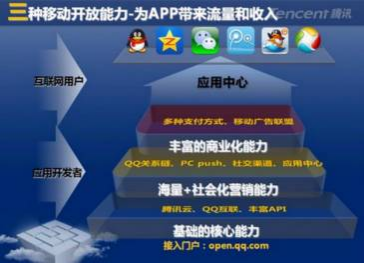 三种移动开放能力-为APP带来流量和收入
Tencent 腾讯
互联网用户
应用中心
多种支付方式、移动广告联盟
丰富的商业化能力
应用开发者
QQ关系链、PC push、社交渠道、应用中心
海量+社会化营销能力
腾讯云、QQ互联、丰富API
基础的核心能力
接入门户：open.qq.com